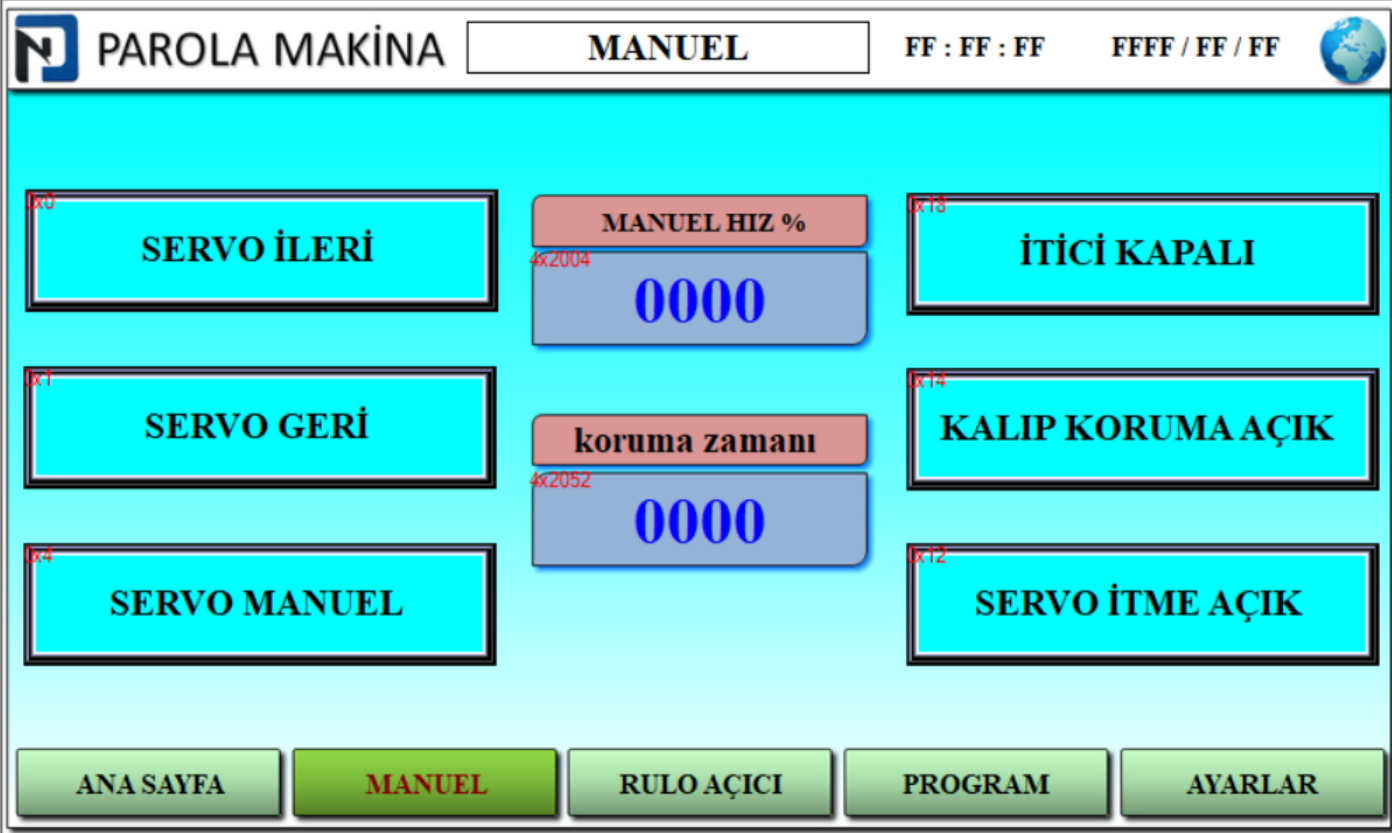 PAROLA MAKİNA
MANUEL
FF : FF : FF
FFFF / FF / FF
0x0
SERVO İLERİ
MANUEL HIZ %
4x2004
0000
0x18
İTİCİ KAPALI
0x1
SERVO GERİ
koruma zamanı
4x2052
0000
0x14
KALIP KORUMA AÇIK
0x4
SERVO MANUEL
0x12
SERVO İTME AÇIK
ANA SAYFA
MANUEL
RULO AÇICI
PROGRAM
AYARLAR